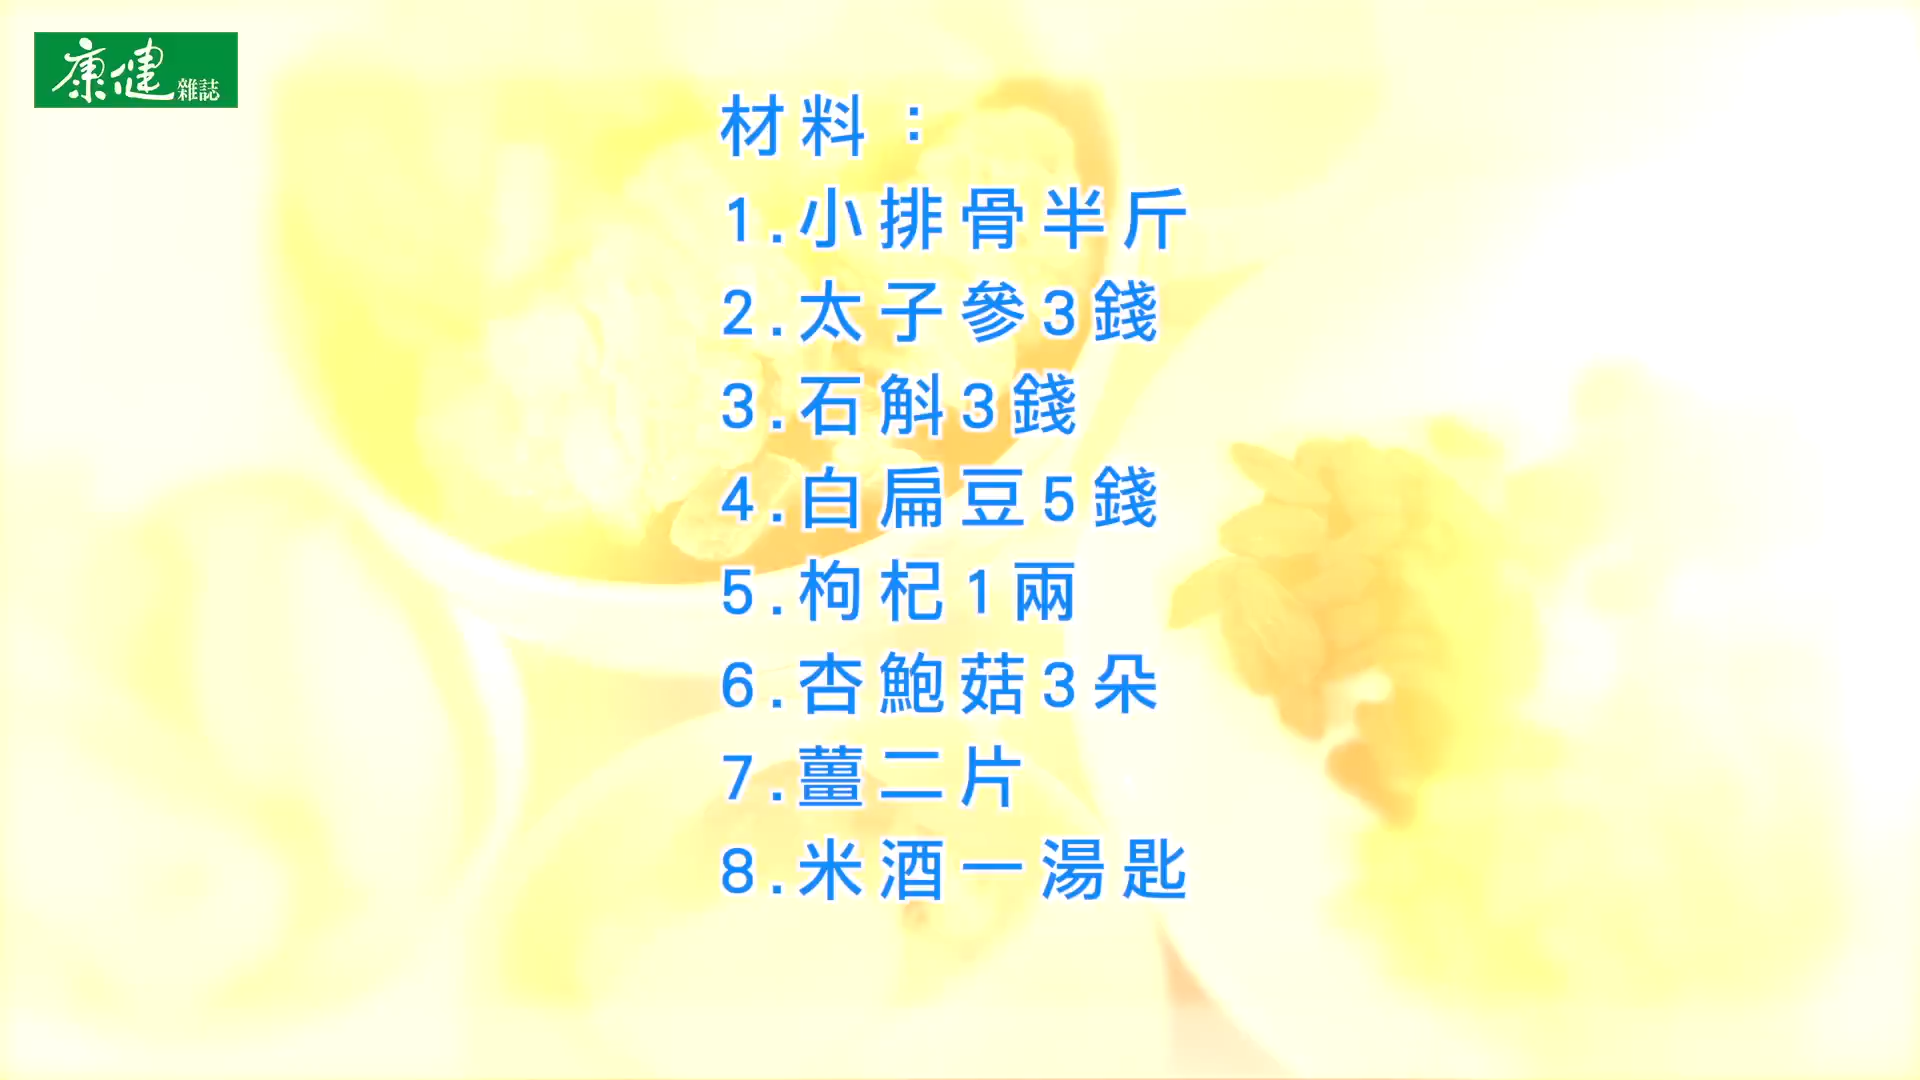 康健雜誌
材料：
1.小排骨半斤
2.太子參3錢
3.石斛3錢
4.白扁豆5錢
5.枸杞1兩
6.杏鮑菇3朵
7.薑二片
8.米酒一湯匙